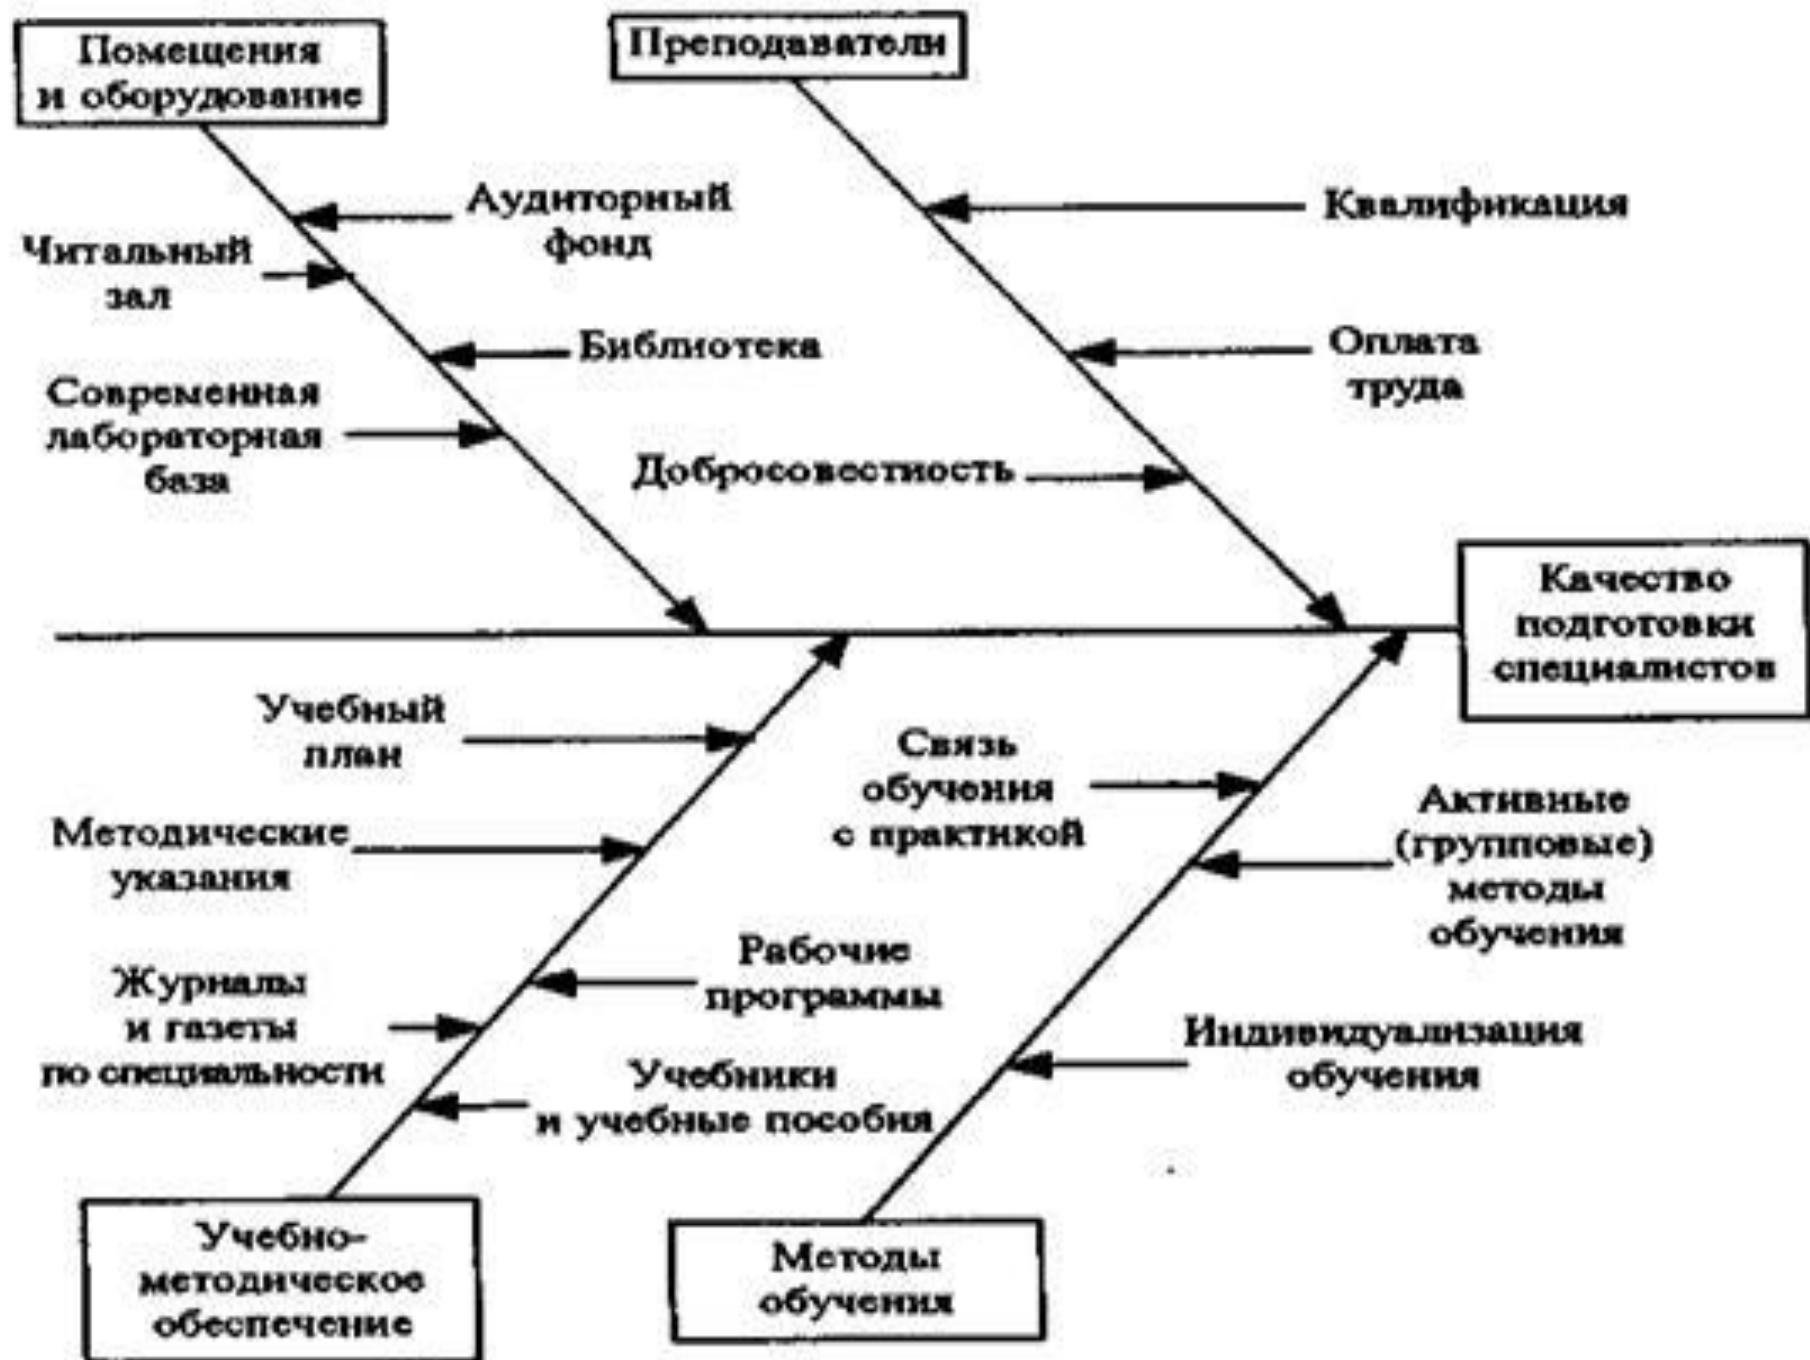 Помещения
и оборудование
Преподаватели
Аудиторный
фонд
Квалификация
Читальный
зал
Библиотека
Оплата
труда
Современная
лабораторная
база
Добросовестность
Качество
подготовки
специалистов
Учебный
план
Связь
обучения
с практикой
Активные
(групповые)
методы
обучения
Методические
указания
Рабочие
программы
Журналы
и газеты
по специальности
Индивидуализация
обучения
Учебники
и учебные пособия
Учебно-
методическое
обеспечение
Методы
обучения